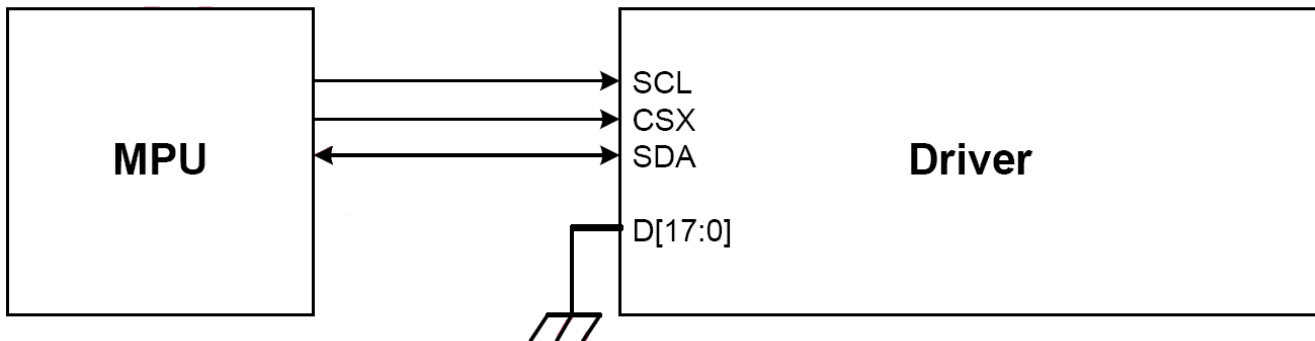 MPU
SCL
CSX
SDA
Driver
D[17:0]